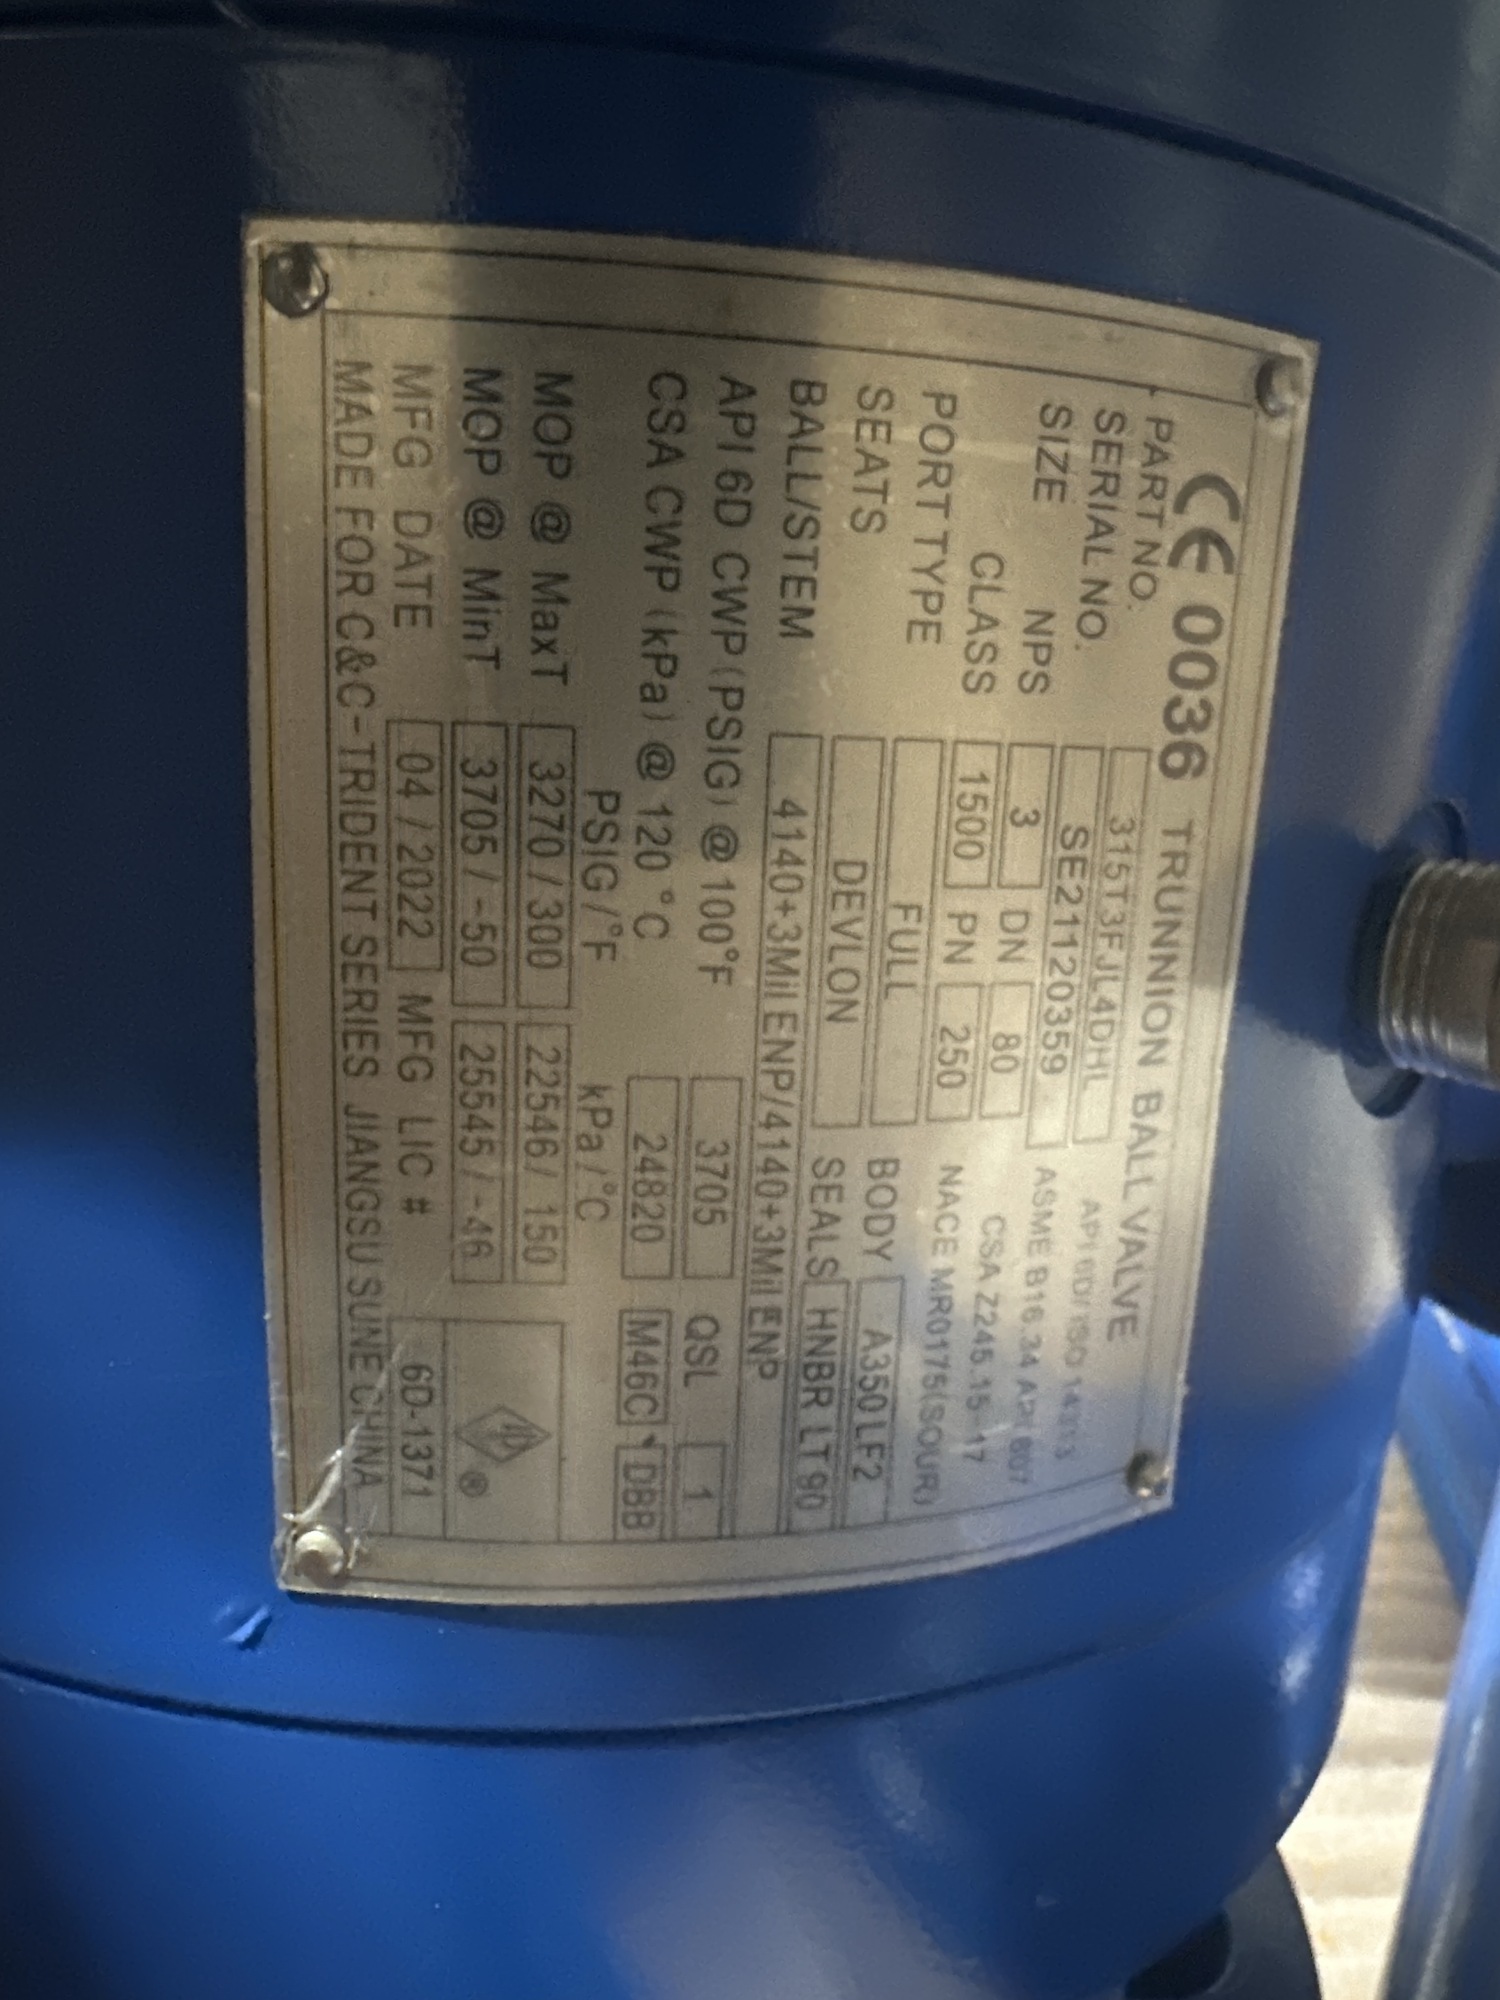 CE 0036 TRUNNION BALL VALVE
PART NO. 315T3FJL4DHL API 6D/ISO 14313
SERIAL NO. SE21120359 ASME B16.34 API 607
SIZE NPS 3 DN 80 CSA Z245.15-17
CLASS 1500 PN 250 NACE MR0175(SOUR)
PORT TYPE FULL BODY A350 LF2
SEATS DEVLON SEALS HNBR LT 90
BALL/STEM 4140+3Mil ENP/4140+3Mil ENP
API 6D CWP(PSIG) @100°F 3705 QSL 1
CSA CWP (kPa) @ 120 °C 24820 M46C DBB
PSIG/°F kPa/°C
MOP @ MaxT 3270 / 300 22546 / 150
MOP @ MinT 3705 / -50 25545 / -46
MFG DATE 04 / 2022 MFG LIC # 6D-1371
MADE FOR C&C-TRIDENT SERIES JIANGSU SUNE CHINA